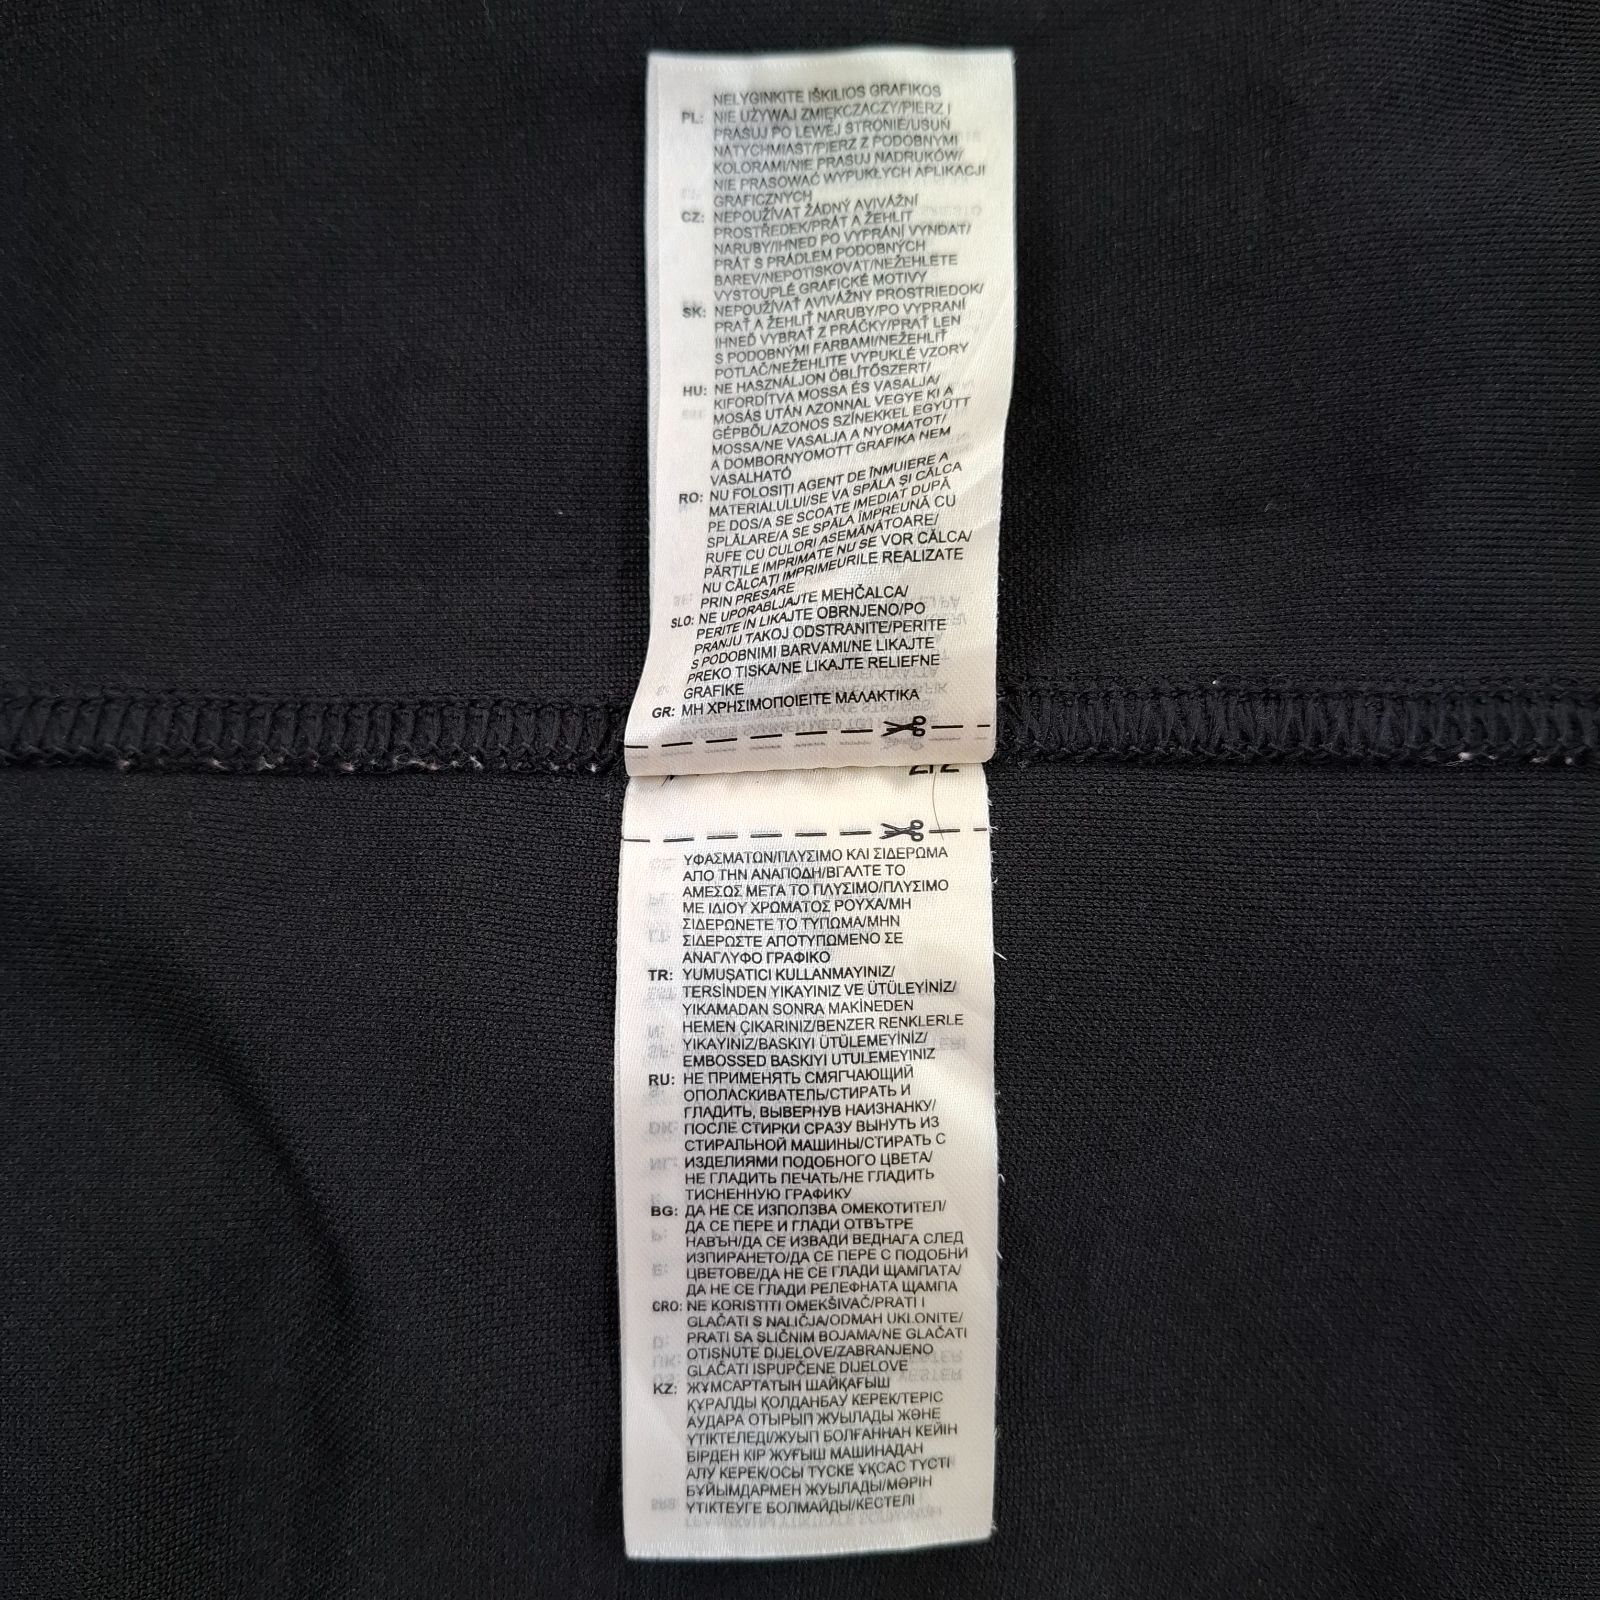 NELYGINKITE IŠKILIOS GRAFIKOS
PL: NIE UŻYWAJ ZMIĘKCZACZY/PIERZ I
PRASUJ PO LEWEJ STRONIE/USUŃ
NATYCHMIAST/PIERZ Z PODOBNYMI
KOLORAMI/NIE PRASUJ NADRUKÓW/
NIE PRASOWAĆ WYPUKŁYCH APLIKACJI
GRAFICZNYCH
CZ: NEPOUŽÍVAT ŽÁDNÝ AVIVÁŽNÍ
PROSTŘEDEK/PRÁT A ŽEHLIT
NARUBY/IHNED PO VYPRÁNÍ VYNDAT/
PRÁT S PRÁDLEM PODOBNÝCH
BAREV/NEPOTISKOVAT/NEŽEHLETE
VYSTOUPLÉ GRAFICKÉ MOTIVY
SK: NEPOUŽÍVAŤ AVIVÁŽNY PROSTRIEDOK/
PRAŤ A ŽEHLIŤ NARUBY/PO VYPRANÍ
IHNEĎ VYBRAŤ Z PRÁČKY/PRAŤ LEN
S PODOBNÝMI FARBAMI/NEŽEHLIŤ
POTLAČ/NEŽEHLITE VYPUKLÉ VZORY
HU: NE HASZNÁLJON ÖBLÍTŐSZERT/
KIFORDÍTVA MOSSA ÉS VASALJA/
MOSÁS UTÁN AZONNAL VEGYE KI A
GÉPBŐL/AZONOS SZÍNEKKEL EGYÜTT
MOSSA/NE VASALJA A NYOMATOT/
A DOMBORNYOMOTT GRAFIKA NEM
VASALHATÓ
RO: NU FOLOSITI AGENT DE ÎNMUIERE A
MATERIALULUI/SE VA SPĂLA ȘI CĂLCA
PE DOS/A SE SCOATE IMEDIAT DUPĂ
SPLĂLARE/A SE SPĂLA ÎMPREUNĂ CU
RUFE CU CULORI ASEMĂNĂTOARE/
PĂRȚILE IMPRIMATE NU SE VOR CĂLCA/
NU CĂLCAȚI IMPRIMEURILE REALIZATE
PRIN PRESARE
SLO: NE UPORABLJAJTE MEHČALCA/
PERITE IN LIKAJTE OBRNJENO/PO
PRANJU TAKOJ ODSTRANITE/PERITE
S PODOBNIMI BARVAMI/NE LIKAJTE
PREKO TISKA/NE LIKAJTE RELIEFNE
GRAFIKE
GR: ΜΗ ΧΡΗΣΙΜΟΠΟΙΕΙΤΕ ΜΑΛΑΚΤΙΚΑ
ΥΦΑΣΜΑΤΩΝ/ΠΛΥΣΙΜΟ ΚΑΙ ΣΙΔΕΡΩΜΑ
ΑΠΟ ΤΗΝ ΑΝΑΠΟΔΗ/ΒΓΑΛΤΕ ΤΟ
ΑΜΕΣΩΣ ΜΕΤΑ ΤΟ ΠΛΥΣΙΜΟ/ΠΛΥΣΙΜΟ
ΜΕ ΙΔΙΟΥ ΧΡΩΜΑΤΟΣ ΡΟΥΧΑ/ΜΗ
ΣΙΔΕΡΩΝΕΤΕ ΤΟ ΤΥΠΩΜΑ/ΜΗΝ
ΣΙΔΕΡΩΣΤΕ ΑΠΟΤΥΠΩΜΕΝΟ ΣΕ
ΑΝΑΓΛΥΦΟ ΓΡΑΦΙΚΟ
TR: YUMUŞATICI KULLANMAYINIZ/
TERSİNDEN YIKAYINIZ VE ÜTÜLEYİNİZ/
YIKAMADAN SONRA MAKİNEDEN
HEMEN ÇIKARINIZ/BENZER RENKLERLE
YIKAYINIZ/BASKIYI ÜTÜLEMEYİNİZ/
EMBOSSED BASKIYI UTULEMEYINIZ
RU: НЕ ПРИМЕНЯТЬ СМЯГЧАЮЩИЙ
ОПОЛАСКИВАТЕЛЬ/СТИРАТЬ И
ГЛАДИТЬ, ВЫВЕРНУВ НАИЗНАНКУ/
ПОСЛЕ СТИРКИ СРАЗУ ВЫНУТЬ ИЗ
СТИРАЛЬНОЙ МАШИНЫ/СТИРАТЬ С
ИЗДЕЛИЯМИ ПОДОБНОГО ЦВЕТА/
НЕ ГЛАДИТЬ ПЕЧАТЬ/НЕ ГЛАДИТЬ
ТИСНЕННУЮ ГРАФИКУ
BG: ДА НЕ СЕ ИЗПОЛЗВА ОМЕКОТИТЕЛ/
ДА СЕ ПЕРЕ И ГЛАДИ ОТВЪТРЕ
НАВЪН/ДА СЕ ИЗВАДИ ВЕДНАГА СЛЕД
ИЗПИРАНЕТО/ДА СЕ ПЕРЕ С ПОДОБНИ
ЦВЕТОВЕ/ДА НЕ СЕ ГЛАДИ ЩАМПАТА/
ДА НЕ СЕ ГЛАДИ РЕЛЕФНАТА ЩАМПА
CRO: NE KORISTITI OMEKŠIVAČ/PRATI I
GLAČATI S NALIČJA/ODMAH UKLONITE/
PRATI SA SLIČNIM BOJAMA/NE GLAČATI
OTISNUTE DIJELOVE/ZABRANJENO
GLAČATI ISPUPČENE DIJELOVE
KZ: ЖҰМСАРТАТЫН ШАЙҚАҒЫШ
ҚҰРАЛДЫ ҚОЛДАНБАУ КЕРЕК/ТЕРІС
АУДАРА ОТЫРЫП ЖУЫЛАДЫ ЖӘНЕ
ҮТІКТЕЛЕДІ/ЖУЫП БОЛҒАННАН КЕЙІН
БІРДЕН КІР ЖУҒЫШ МАШИНАДАН
АЛУ КЕРЕК/ОСЫ ТҮСКЕ ҰҚСАС ТҮСТІ
БҰЙЫМДАРМЕН ЖУЫЛАДЫ/МӨРІН
ҮТІКТЕУГЕ БОЛМАЙДЫ/КЕСТЕЛІ